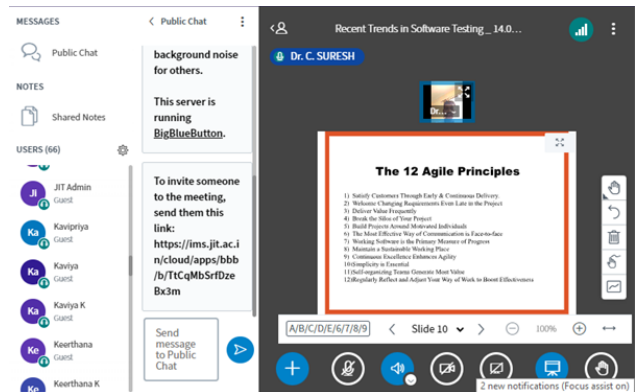 MESSAGES
Public Chat
NOTES
Shared Notes
USERS (66)
JI
JIT Admin
Guest
Ka
Kavipriya
Guest
Ka
Kaviya
Guest
Ka
Kaviya K
Guest
Ke
Keerthana
Guest
Ke
Keerthana K
Public Chat
background noise
for others.
This server is
running
BigBlueButton.
To invite someone
to the meeting,
send them this
link:
https://ims.jit.ac.i
n/cloud/apps/bbb
/b/TtCqMbSrfDze
Bx3m
Send
message
to Public
Chat
Recent Trends in Software Testing_ 14.0...
Dr. C. SURESH
Dr...
The 12 Agile Principles
1) Satisfy Customers Through Early & Continuous Delivery
2) Welcome Changing Requirements Even Late in the Project
3) Deliver Value Frequently
4) Break the Silos of Your Project
5) Build Projects Around Motivated Individuals
6) The Most Effective Way of Communication is Face-to-face
7) Working Software is the Primary Measure of Progress
8) Maintain a Sustainable Working Place
9) Continuous Excellence Enhances Agility
10)Simplicity is Essential
11)Self-organizing Teams Generate Most Value
12)Regularly Reflect and Adjust Your Way of Work to Boost Effectiveness
A/B/C/D/E/6/7/8/9
Slide 10
100%
2 new notifications (Focus assist on)